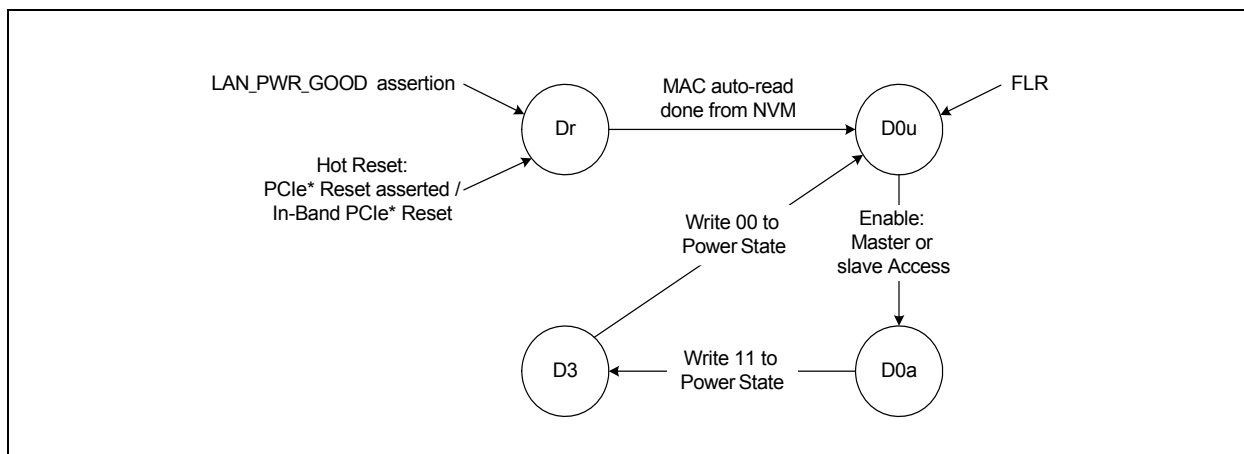 LAN_PWR_GOOD assertion
MAC auto-read
done from NVM
FLR
Dr
D0u
Hot Reset:
PCIe* Reset asserted /
In-Band PCIe* Reset
Write 00 to
Power State
Enable:
Master or
slave Access
D3
Write 11 to
Power State
D0a